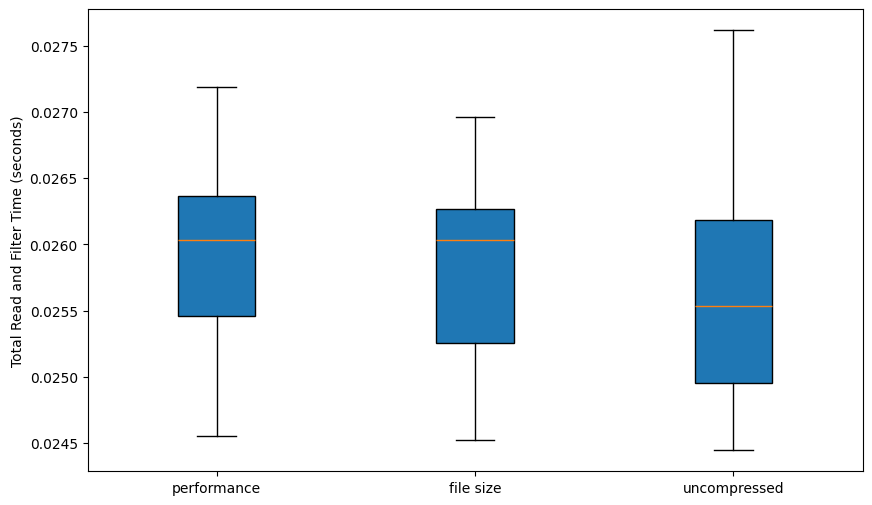 Total Read and Filter Time (seconds)
0.0275
0.0270
0.0265
0.0260
0.0255
0.0250
0.0245
performance
file size
uncompressed